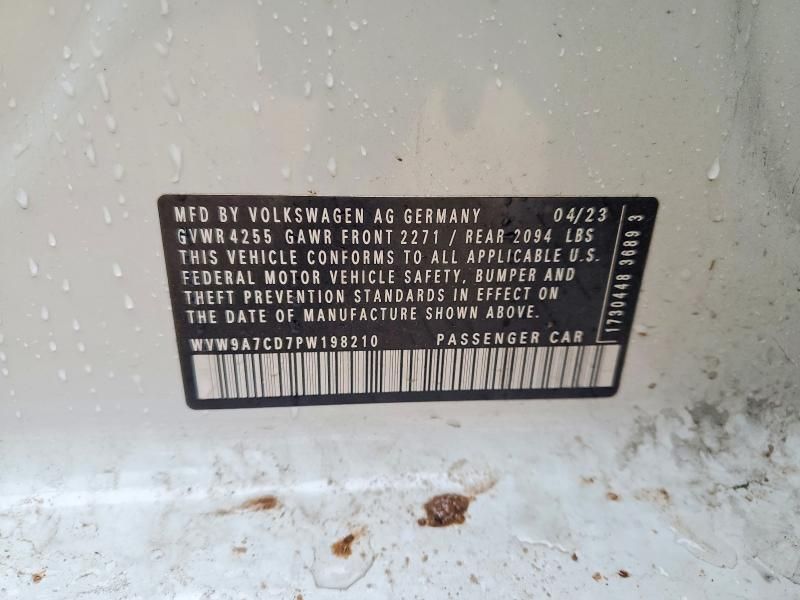 MFD BY VOLKSWAGEN AG GERMANY 04/23
GVWR 4255 GAWR FRONT 2271 / REAR 2094 LBS
THIS VEHICLE CONFORMS TO ALL APPLICABLE U.S.
FEDERAL MOTOR VEHICLE SAFETY, BUMPER AND
THEFT PREVENTION STANDARDS IN EFFECT ON
THE DATE OF MANUFACTURE SHOWN ABOVE.
WVW9A7CD7PW198210 PASSENGER CAR
1730448 3689 3